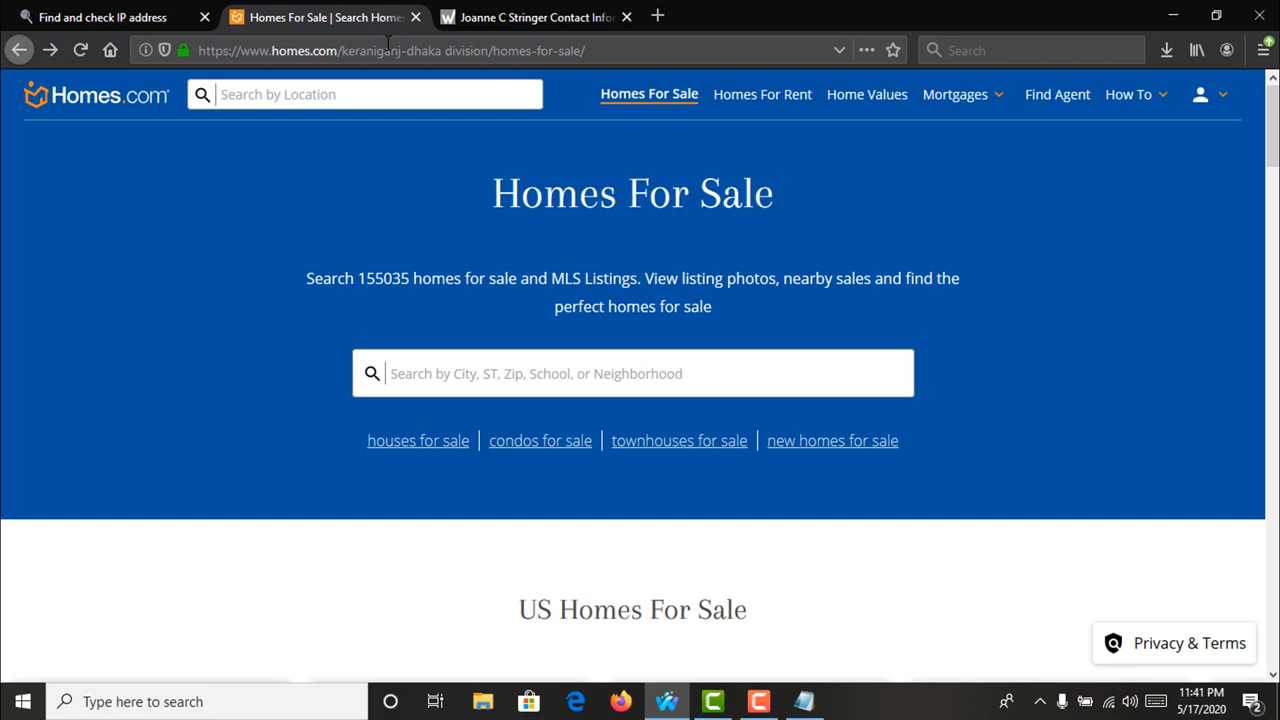 Find and check IP address
Homes For Sale | Search Homes
Joanne C Stringer Contact Infor
https://www.homes.com/keraniganj-dhaka division/homes-for-sale/
Search
Homes.com
Search by Location
Homes For Sale
Homes For Rent
Home Values
Mortgages
Find Agent
How To
Homes For Sale
Search 155035 homes for sale and MLS Listings. View listing photos, nearby sales and find the
perfect homes for sale
Search by City, ST, Zip, School, or Neighborhood
houses for sale
condos for sale
townhouses for sale
new homes for sale
US Homes For Sale
Privacy & Terms
Type here to search
11:41 PM
5/17/2020
2